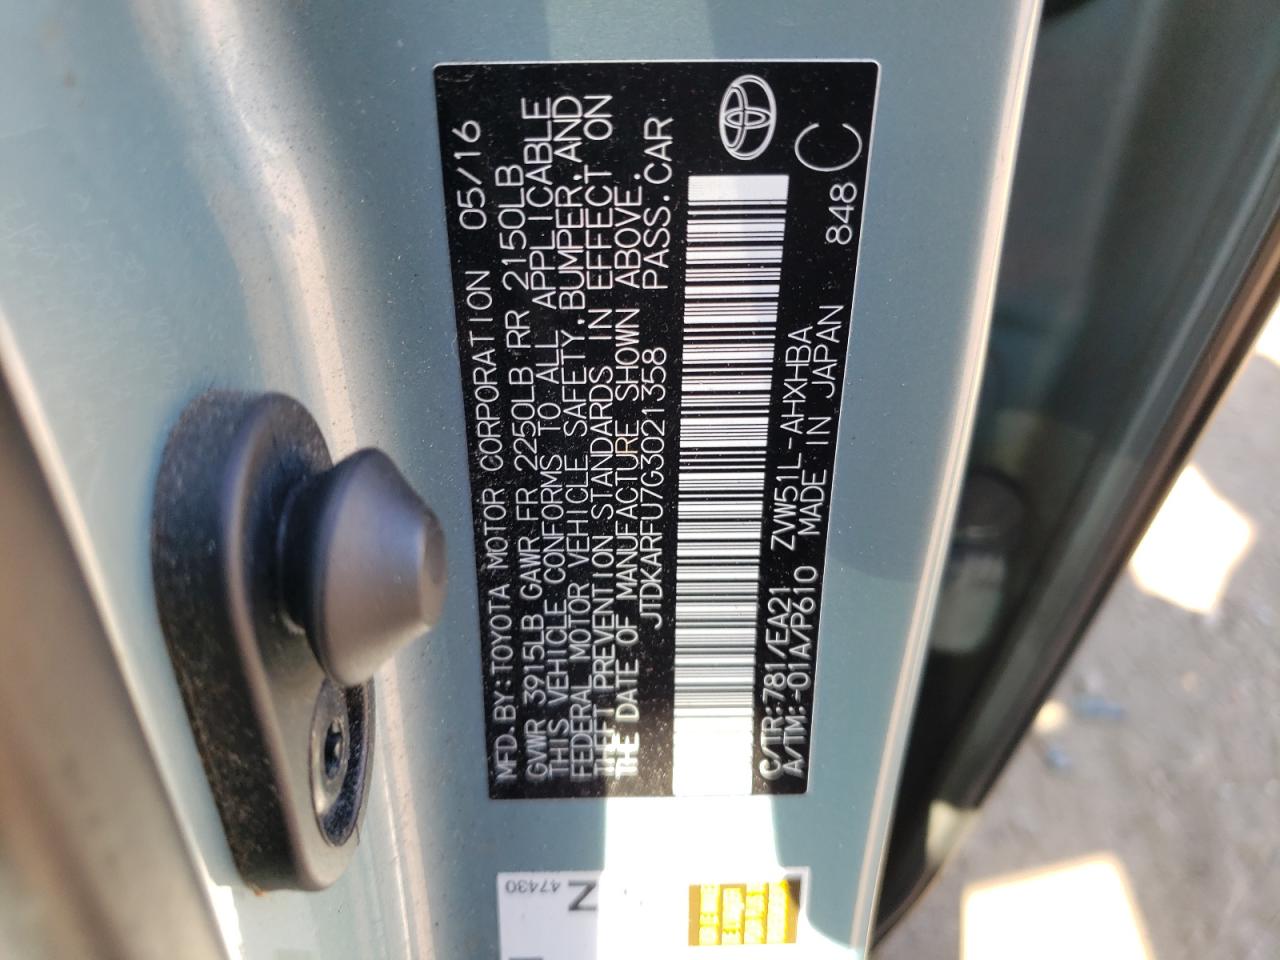 MFD. BY: TOYOTA MOTOR CORPORATION 05/16
GVWR 3915LB GAWR FR 2250LB RR 2150LB
THIS VEHICLE CONFORMS TO ALL APPLICABLE
FEDERAL MOTOR VEHICLE SAFETY, BUMPER, AND
THEFT PREVENTION STANDARDS IN EFFECT ON
THE DATE OF MANUFACTURE SHOWN ABOVE.
JTDKARFU7G3021358 PASS. CAR
C/TR: 781/EA21 ZVW51L-AHXHBA 848
A/TM: -01A/P610 MADE IN JAPAN
C
47430
Z